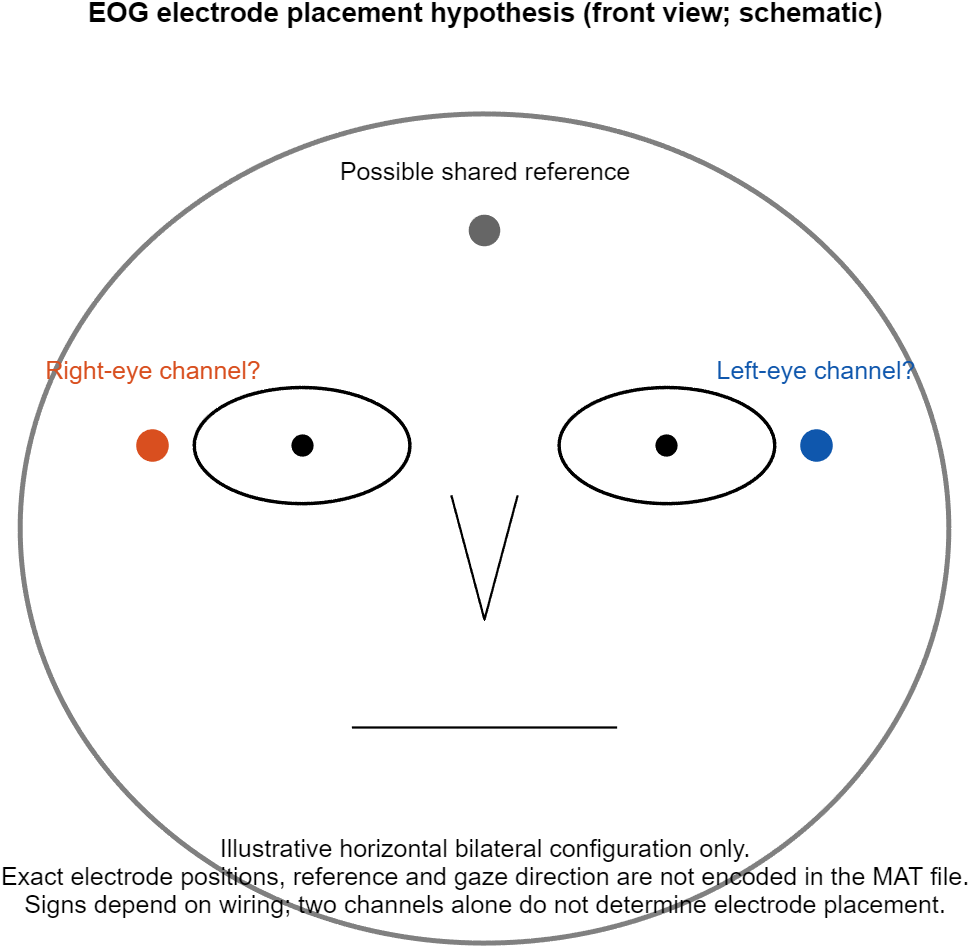 EOG electrode placement hypothesis (front view; schematic)
Possible shared reference
Right-eye channel?
Left-eye channel?
Illustrative horizontal bilateral configuration only.
Exact electrode positions, reference and gaze direction are not encoded in the MAT file.
Signs depend on wiring; two channels alone do not determine electrode placement.